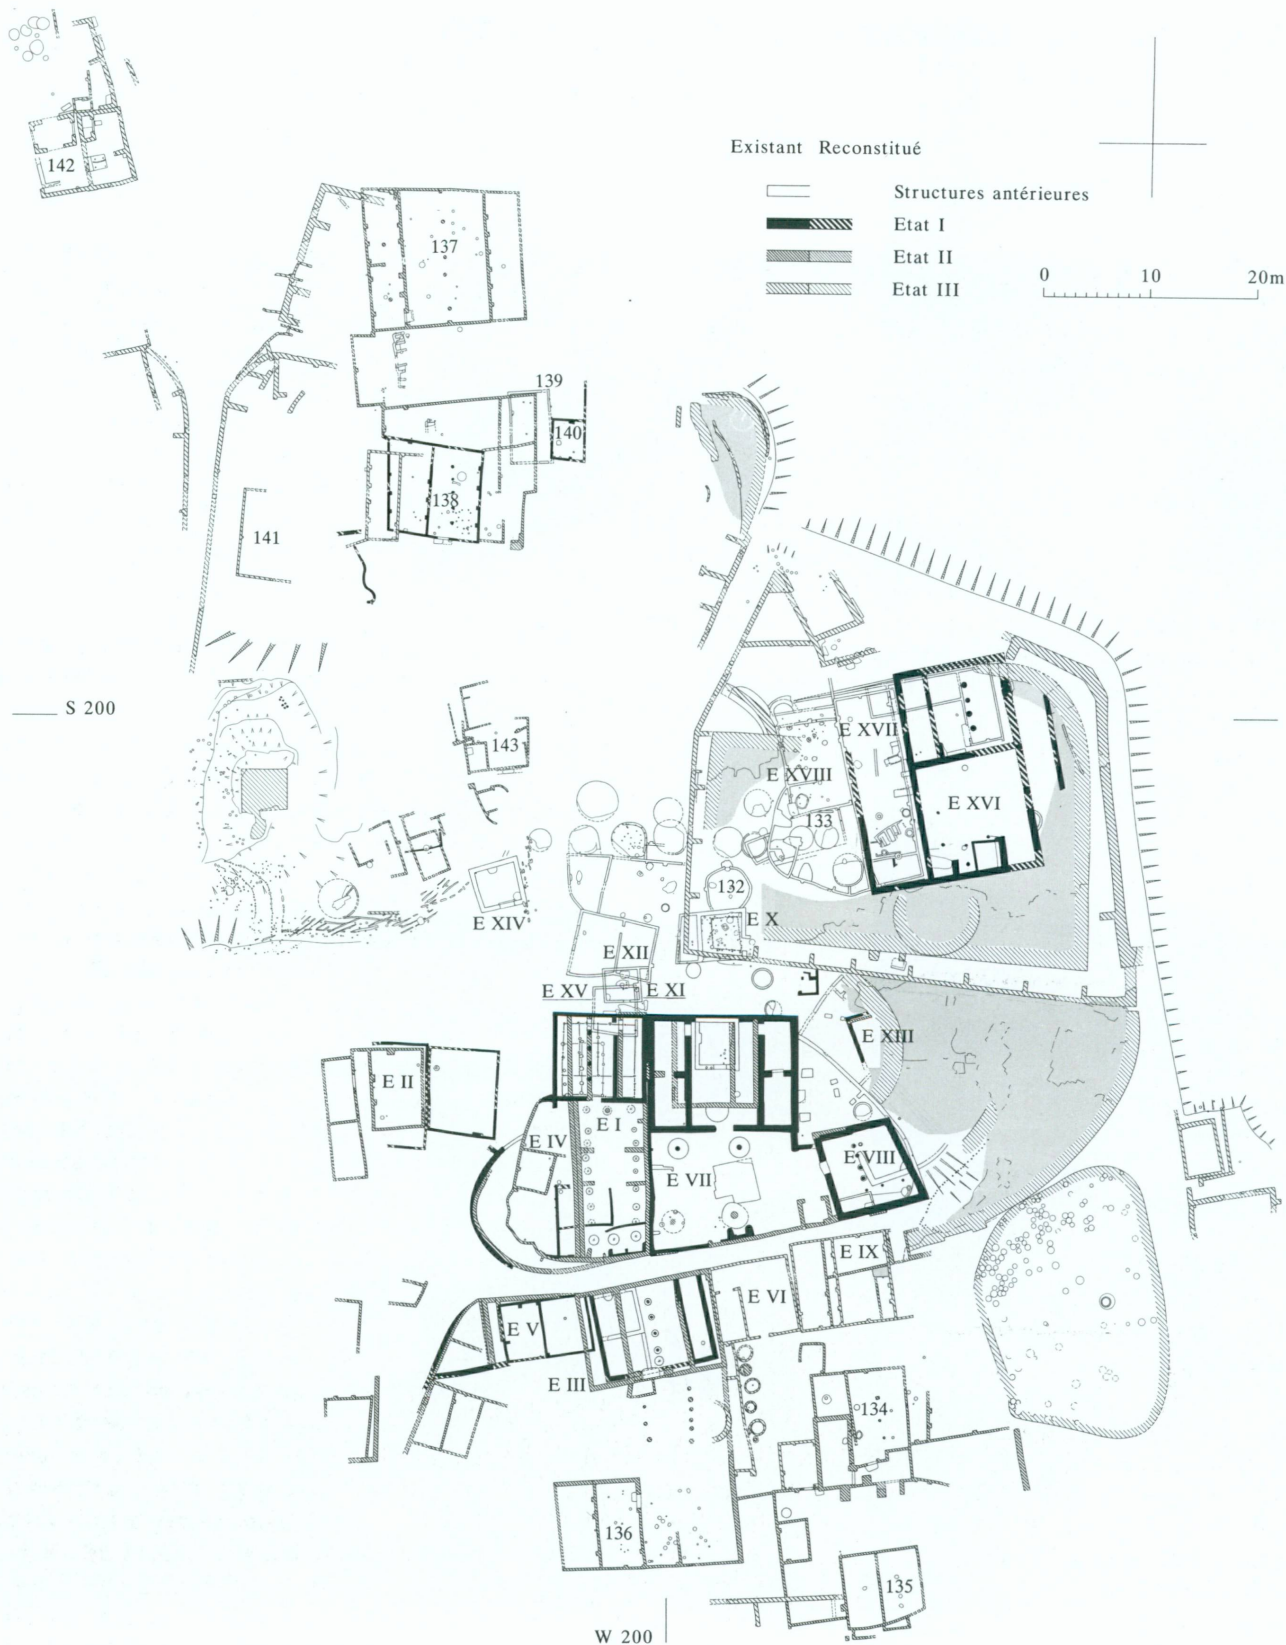 142
Existant Reconstitué
Structures antérieures
Etat I
Etat II
Etat III
0 10 20m
137
139
140
138
141
S 200
143
E XVII
E XVIII
E XVI
133
132
E X
E XIV
E XII
E XV E XI
E XIII
E II
E I
E IV
E VIII
E VII
E IX
E VI
E V
E III
134
136
135
W 200